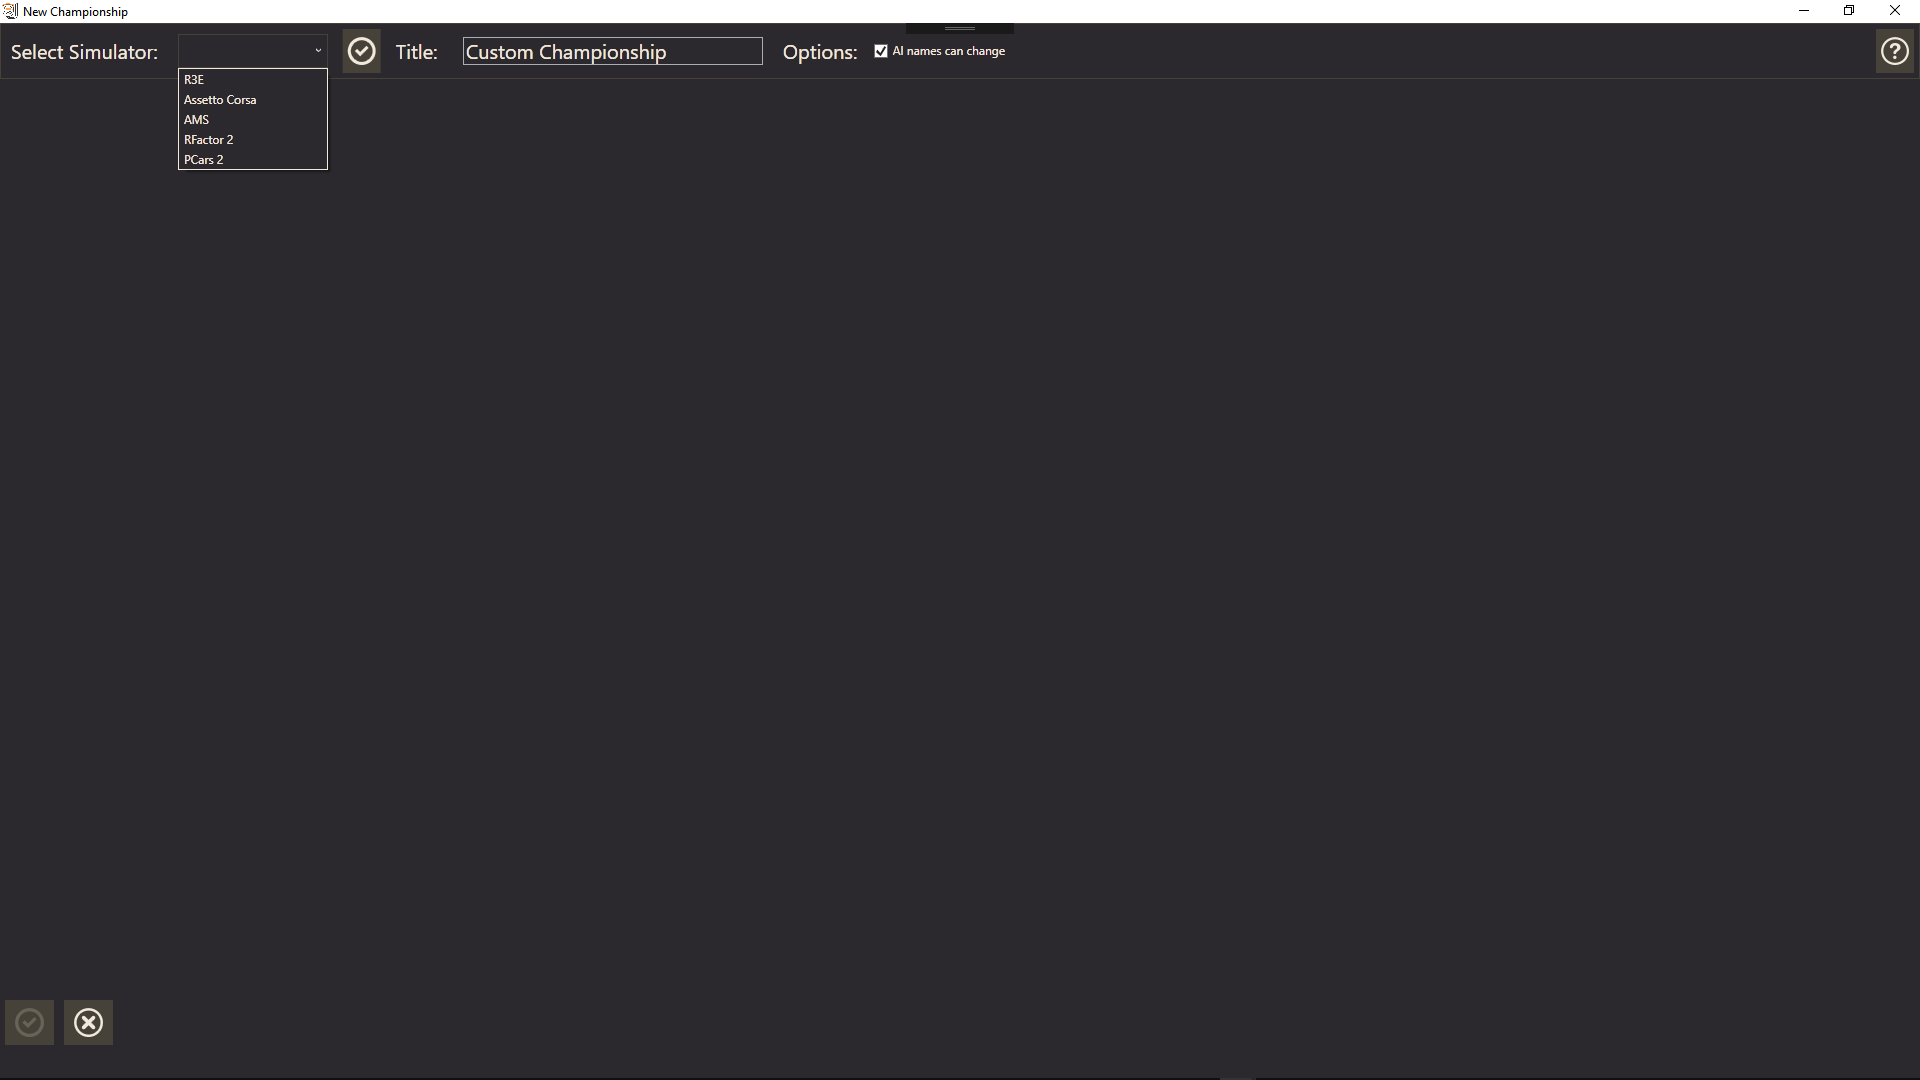 New Championship
Select Simulator:
Title:
Custom Championship
Options:
AI names can change
R3E
Assetto Corsa
AMS
RFactor 2
PCars 2